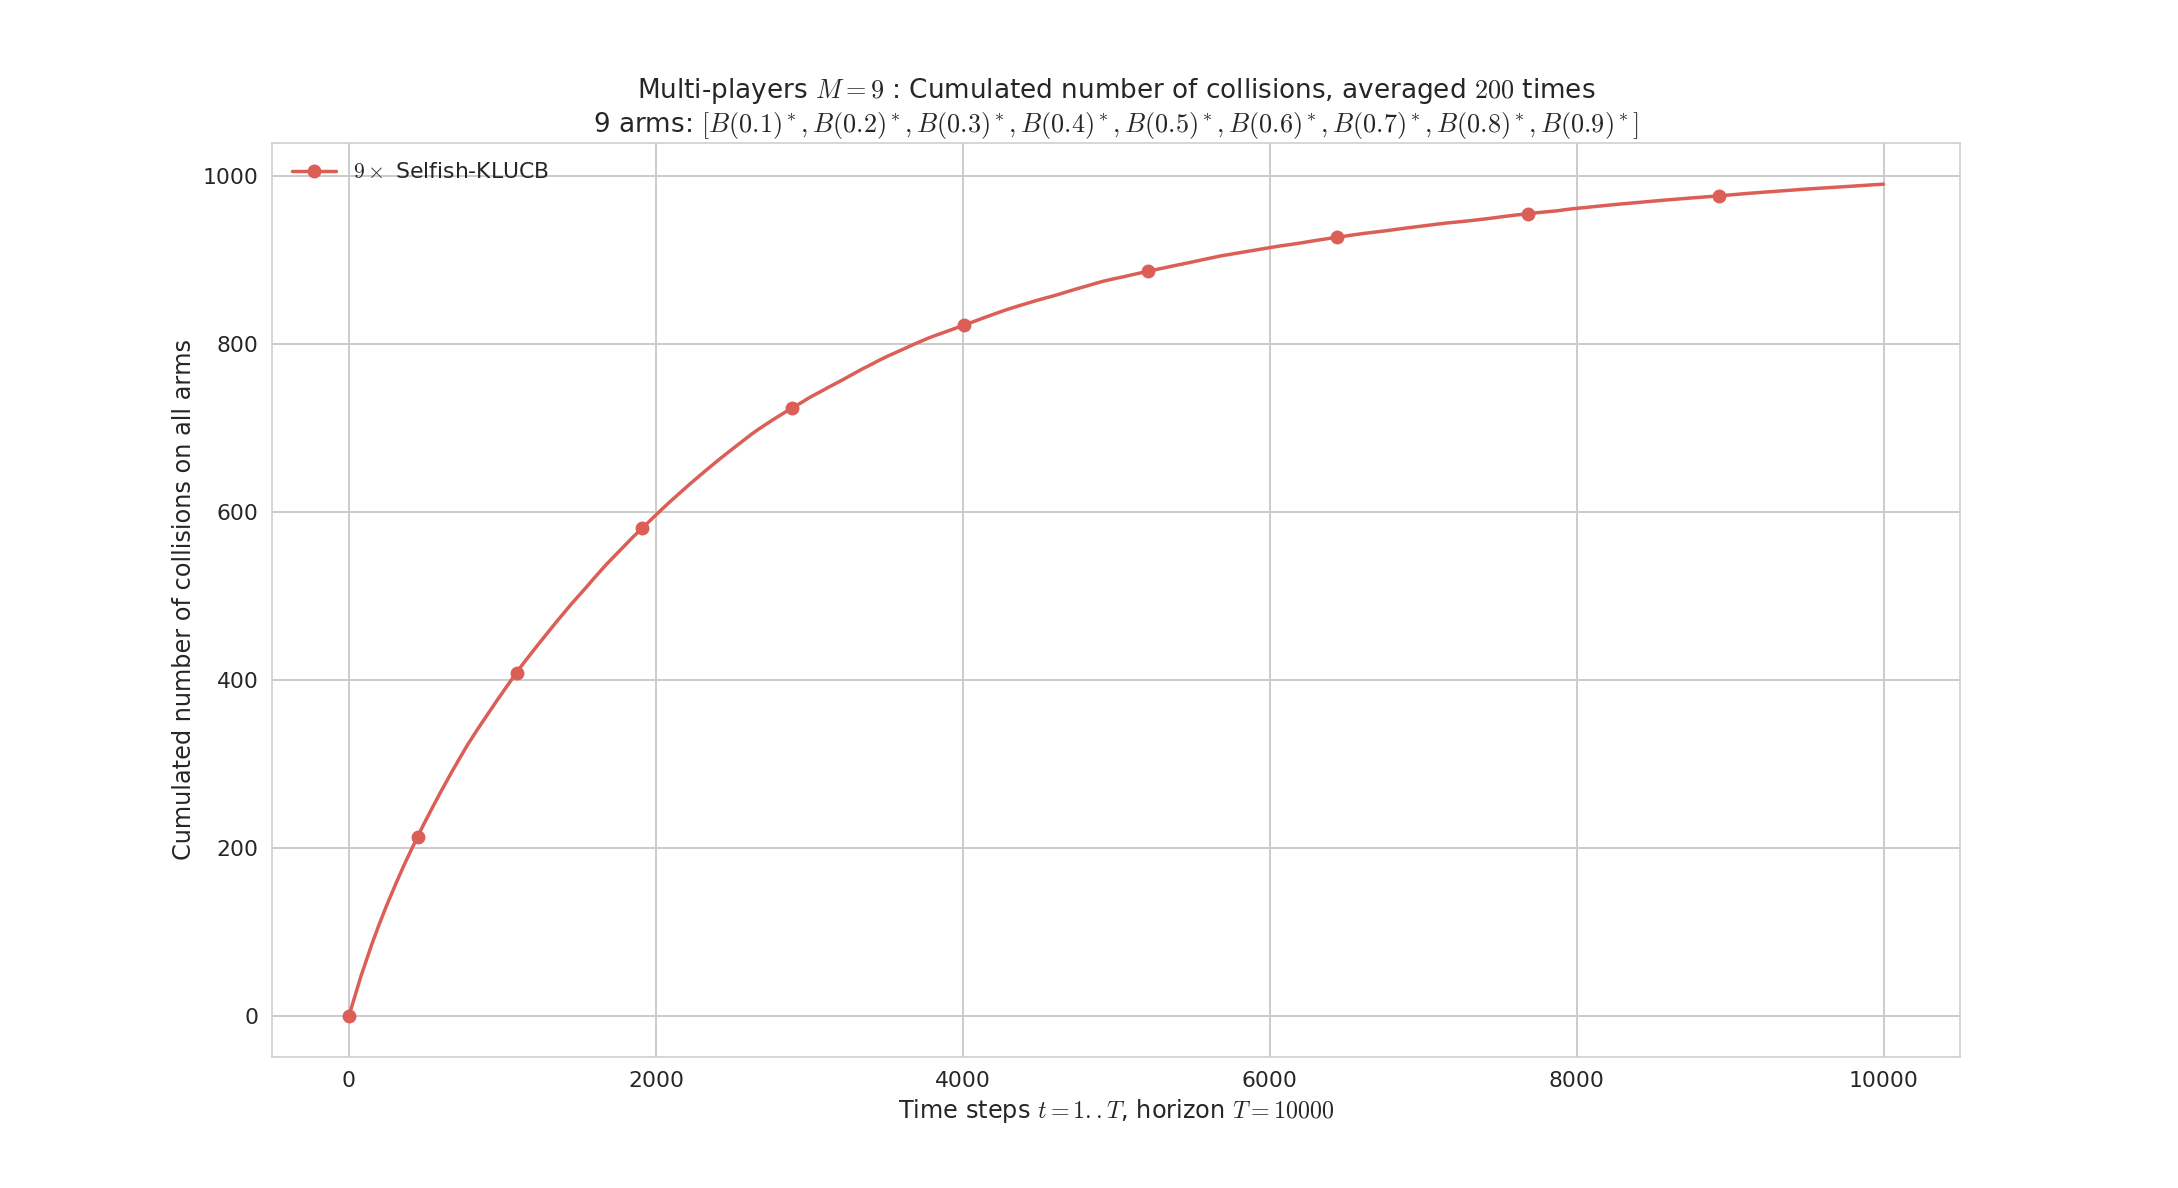 Multi-players M = 9 : Cumulated number of collisions, averaged 200 times
9 arms: [B(0.1)*, B(0.2)*, B(0.3)*, B(0.4)*, B(0.5)*, B(0.6)*, B(0.7)*, B(0.8)*, B(0.9)*]
9× Selfish-KLUCB
Cumulated number of collisions on all arms
1000
800
600
400
200
0
0 2000 4000 6000 8000 10000
Time steps t = 1..T, horizon T = 10000